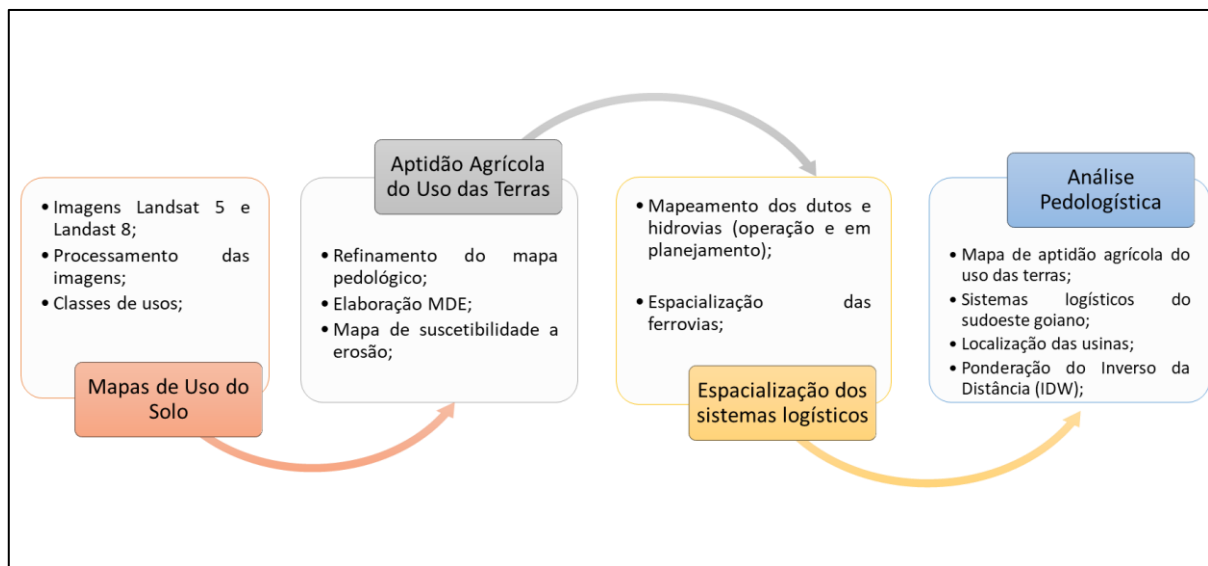 • Imagens Landsat 5 e
Landast 8;
• Processamento das
imagens;
• Classes de usos;
Mapas de Uso do
Solo
Aptidão Agrícola
do Uso das Terras
• Refinamento do mapa
pedológico;
• Elaboração MDE;
• Mapa de suscetibilidade a
erosão;
• Mapeamento dos dutos e
hidrovias (operação e em
planejamento);
• Espacialização das
ferrovias;
Espacialização dos
sistemas logísticos
Análise
Pedologística
• Mapa de aptidão agrícola do
uso das terras;
• Sistemas logísticos do
sudoeste goiano;
• Localização das usinas;
• Ponderação do Inverso da
Distância (IDW);